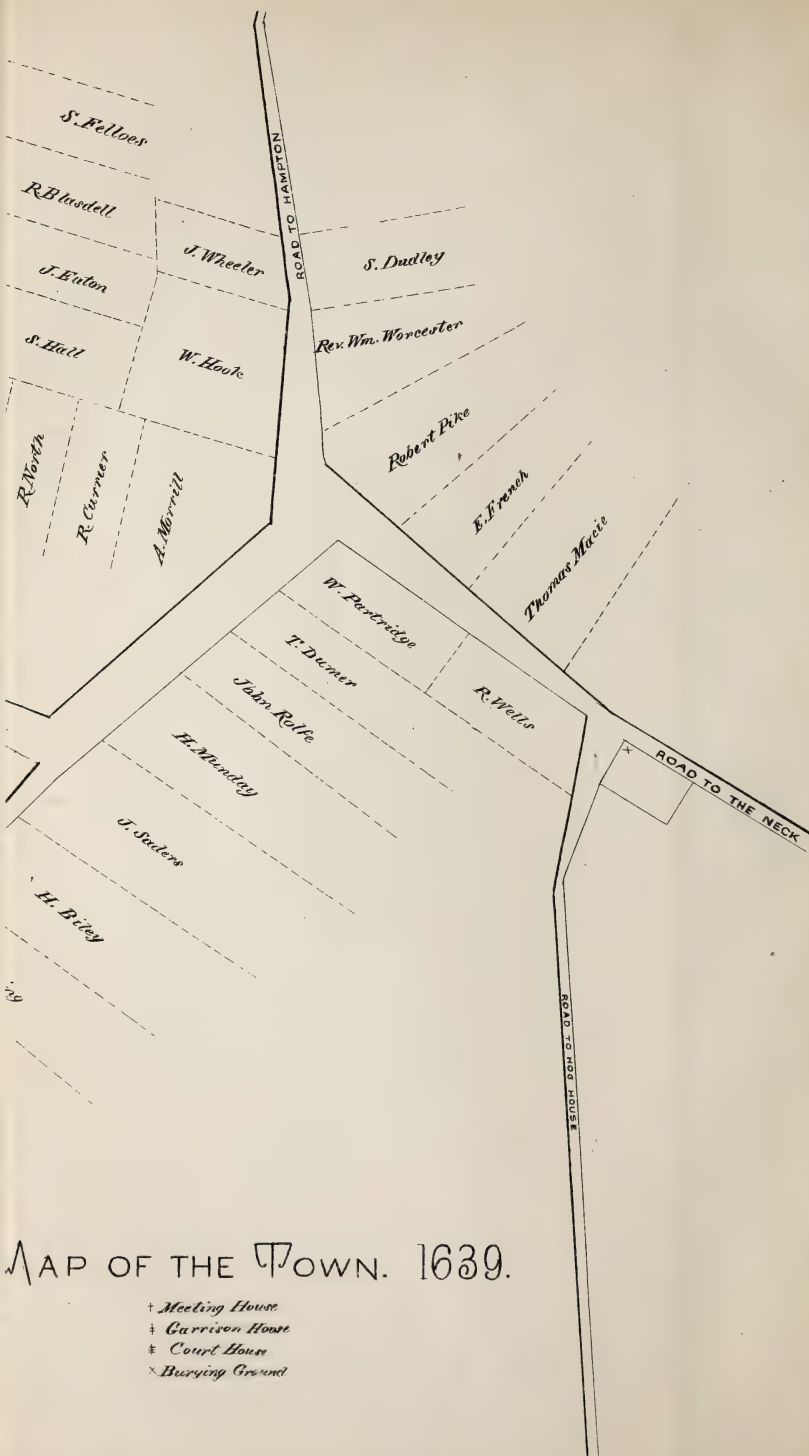 S. Felloes
R. Blasdell
J. Eaton
S. Hall
J. Wheeler
W. Hook
R. North
R. Currier
A. Morrill
ROAD TO HAMPTON
S. Dudley
Rev. Wm. Worcester
Robert Pike
E. French
Thomas Macie
W. Partridge
T. Dumer
John Rolfe
H. Munday
J. Saders
H. Biley
ng
R. Wells
×
ROAD TO THE NECK
ROAD TO HOG HOUSE
MAP OF THE TOWN. 1639.
† Meeting House
‡ Garrison House
Court House
× Burying Ground